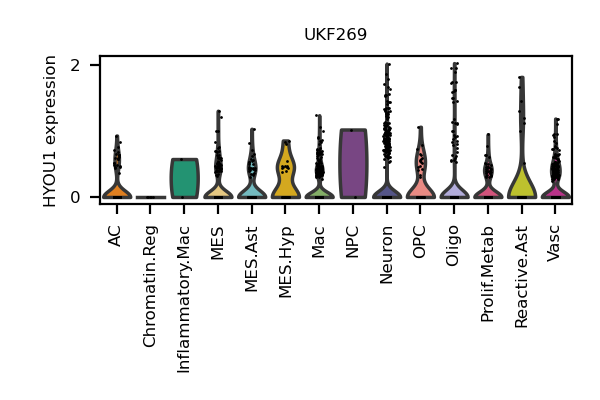 UKF269
HYOU1 expression
2
0
AC
Chromatin.Reg
Inflammatory.Mac
MES
MES.Ast
MES.Hyp
Mac
NPC
Neuron
OPC
Oligo
Prolif.Metab
Reactive.Ast
Vasc